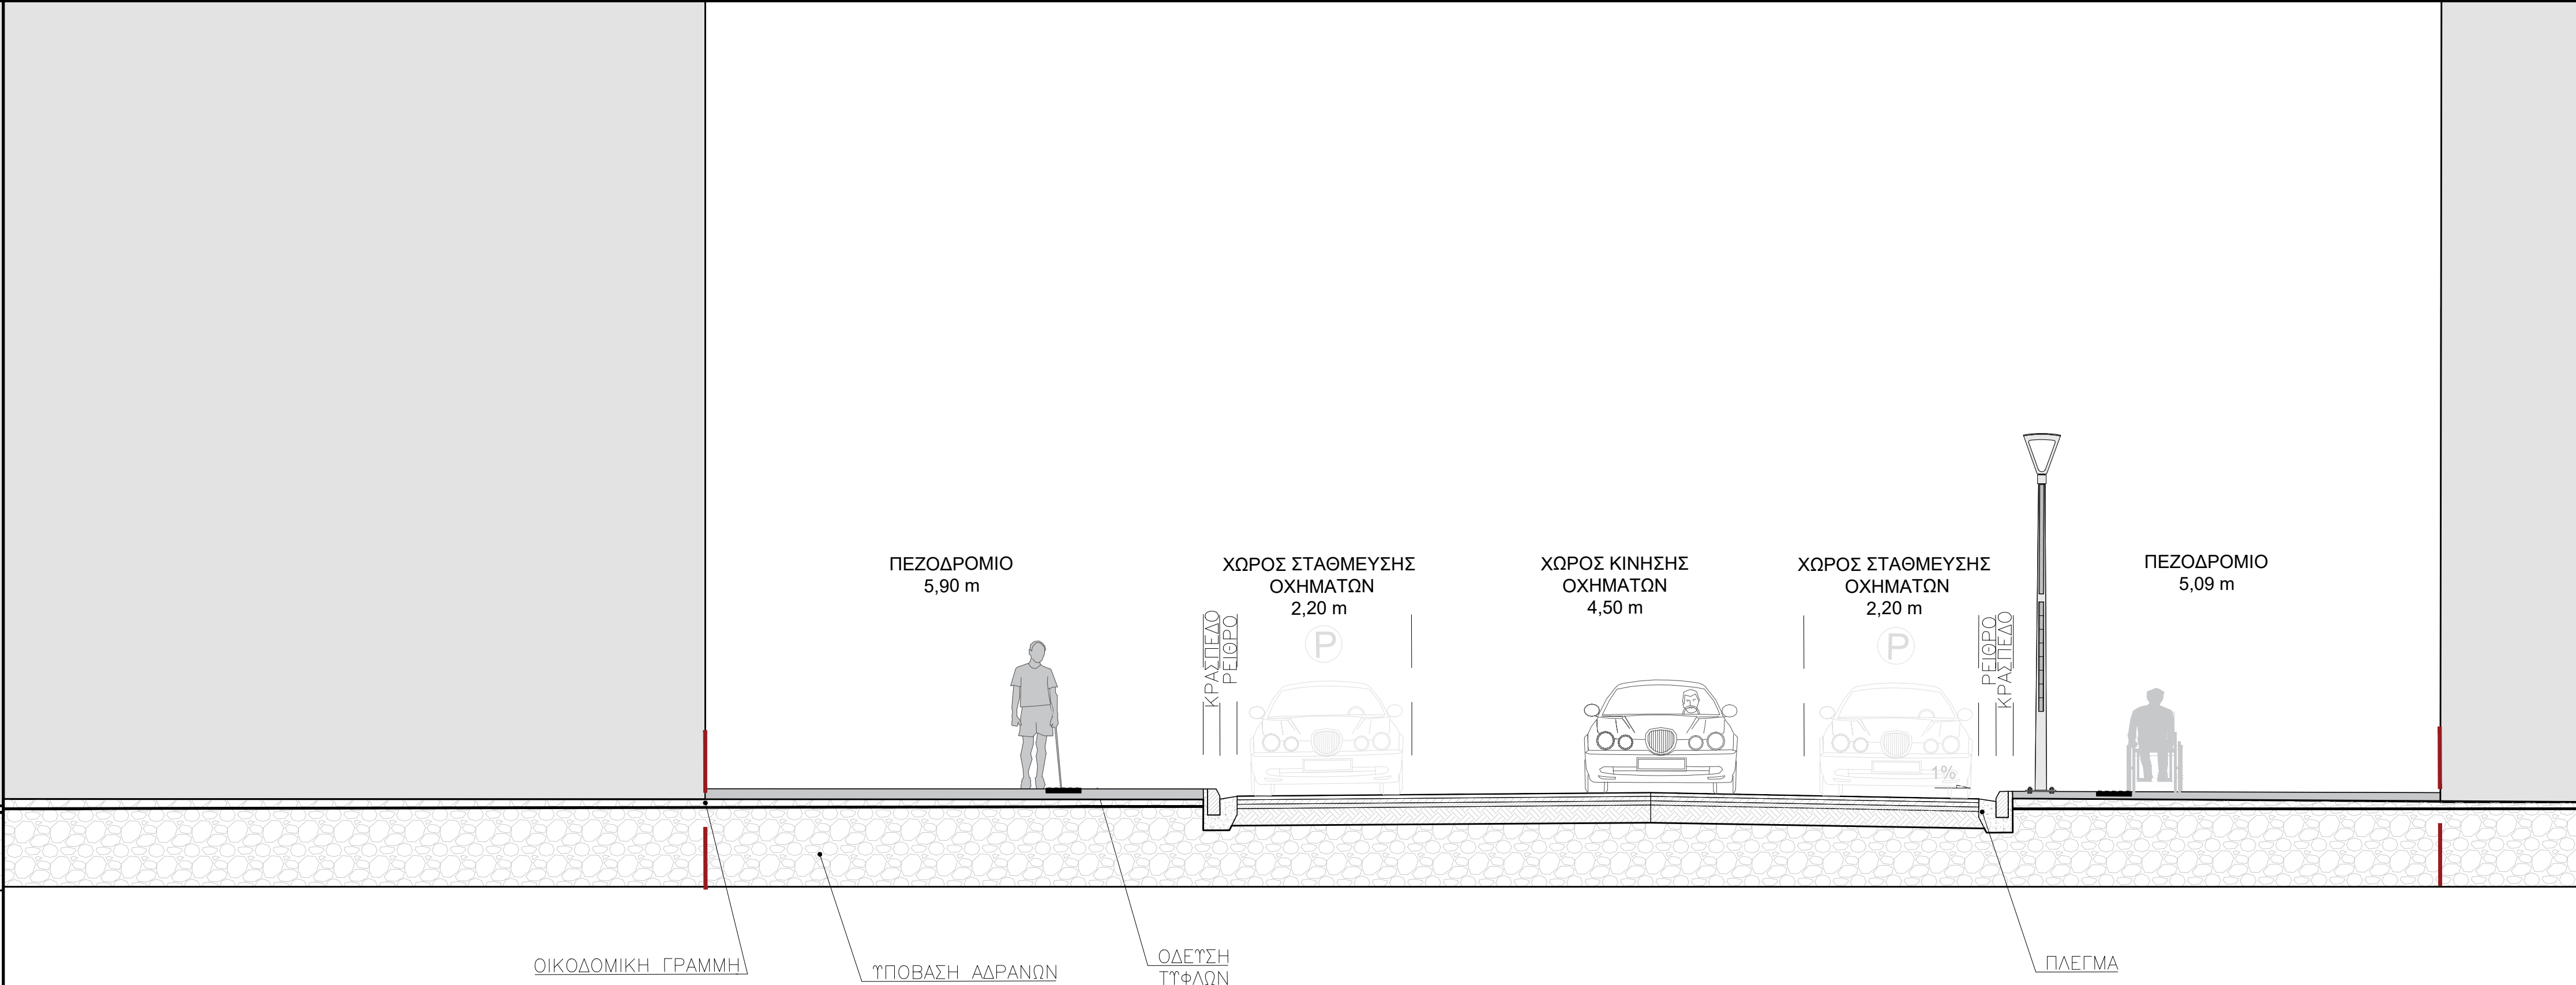 ΠΕΖΟΔΡΟΜΙΟ
5,90 m
ΧΩΡΟΣ ΣΤΑΘΜΕΥΣΗΣ
ΟΧΗΜΑΤΩΝ
2,20 m
ΧΩΡΟΣ ΚΙΝΗΣΗΣ
ΟΧΗΜΑΤΩΝ
4,50 m
ΧΩΡΟΣ ΣΤΑΘΜΕΥΣΗΣ
ΟΧΗΜΑΤΩΝ
2,20 m
ΠΕΖΟΔΡΟΜΙΟ
5,09 m
ΚΡΑΣΠΕΔΟ
ΡΕΙΘΡΟ
P
P
ΡΕΙΘΡΟ
ΚΡΑΣΠΕΔΟ
1%
ΟΙΚΟΔΟΜΙΚΗ ΓΡΑΜΜΗ
ΥΠΟΒΑΣΗ ΑΔΡΑΝΩΝ
ΟΔΕΥΣΗ
ΤΥΦΛΩΝ
ΠΛΕΓΜΑ